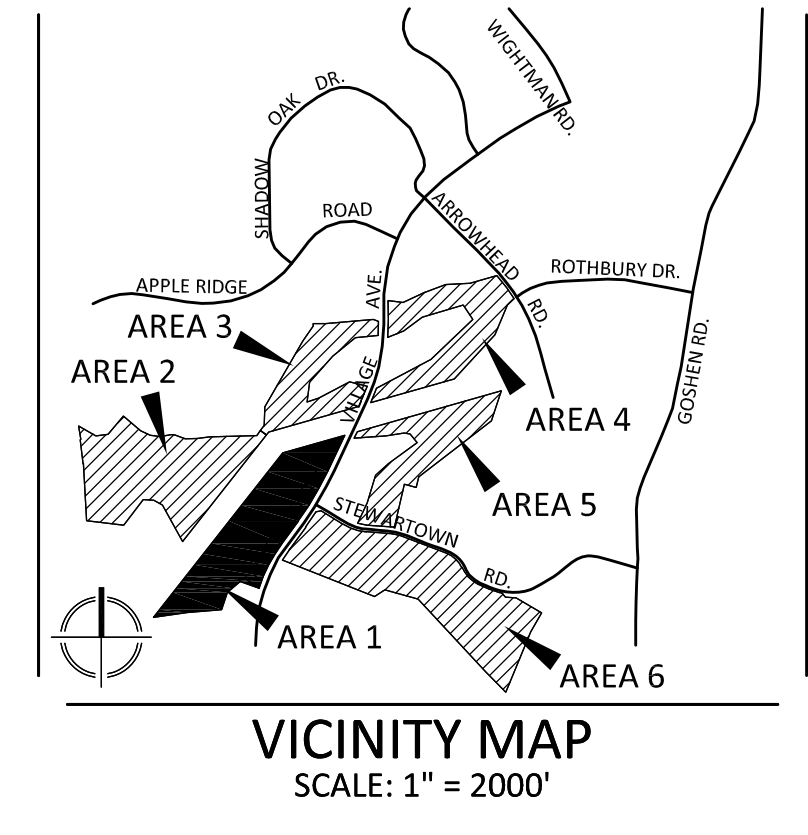 WIGHTMAN RD.
OAK DR.
SHADOW
ROAD
ARROWHEAD
ROTHBURY DR.
APPLE RIDGE
AVE.
RD.
AREA 3
AREA 2
VILLAGE
GOSHEN RD.
AREA 4
AREA 5
STEWARTOWN
RD.
AREA 1
AREA 6
VICINITY MAP
SCALE: 1" = 2000'